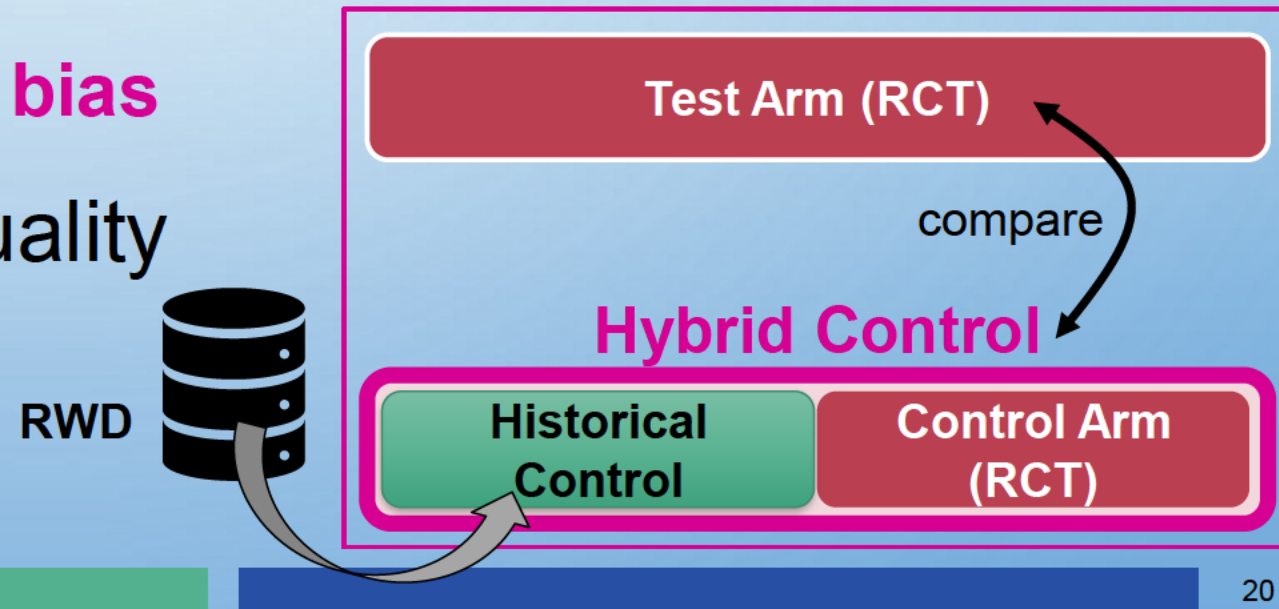 bias
uality
RWD
Test Arm (RCT)
compare
Hybrid Control
Historical
Control
Control Arm
(RCT)
20